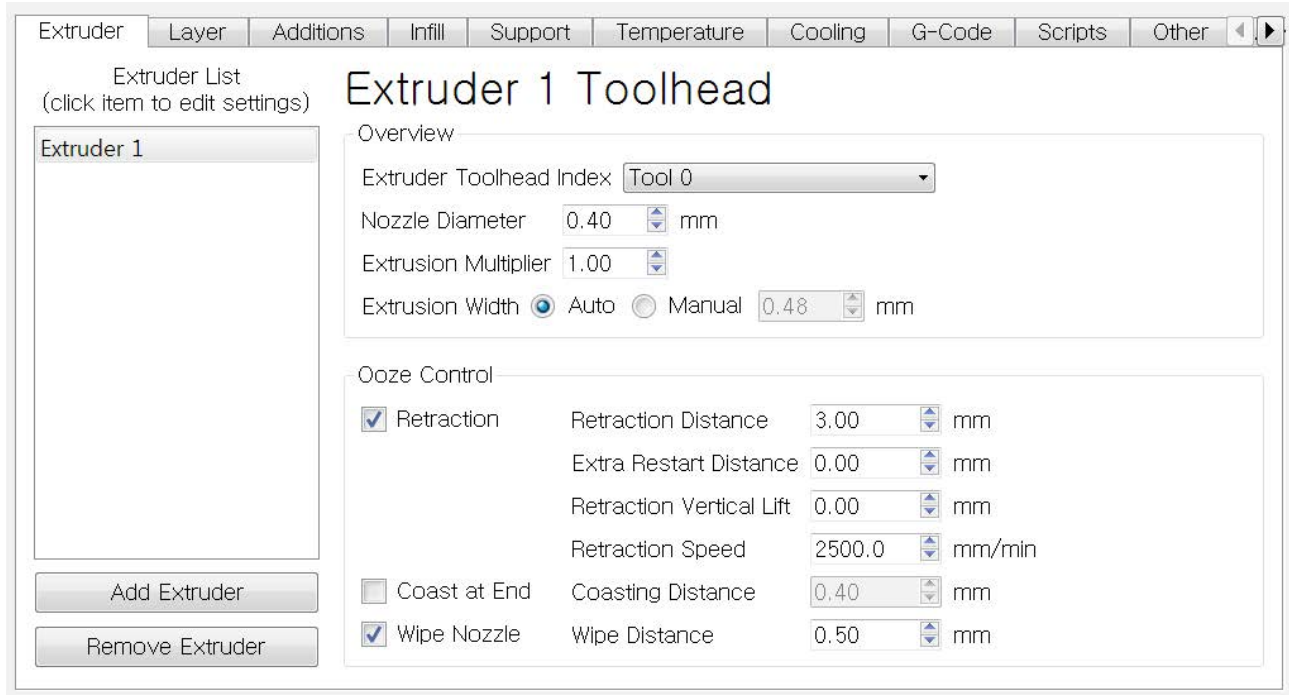 Extruder Layer Additions Infill Support Temperature Cooling G-Code Scripts Other
Extruder List
(click item to edit settings)
Extruder 1
Add Extruder
Remove Extruder
Extruder 1 Toolhead
Overview
Extruder Toolhead Index Tool 0
Nozzle Diameter 0.40 mm
Extrusion Multiplier 1.00
Extrusion Width Auto Manual 0.48 mm
Ooze Control
Retraction Retraction Distance 3.00 mm
Extra Restart Distance 0.00 mm
Retraction Vertical Lift 0.00 mm
Retraction Speed 2500.0 mm/min
Coast at End Coasting Distance 0.40 mm
Wipe Nozzle Wipe Distance 0.50 mm